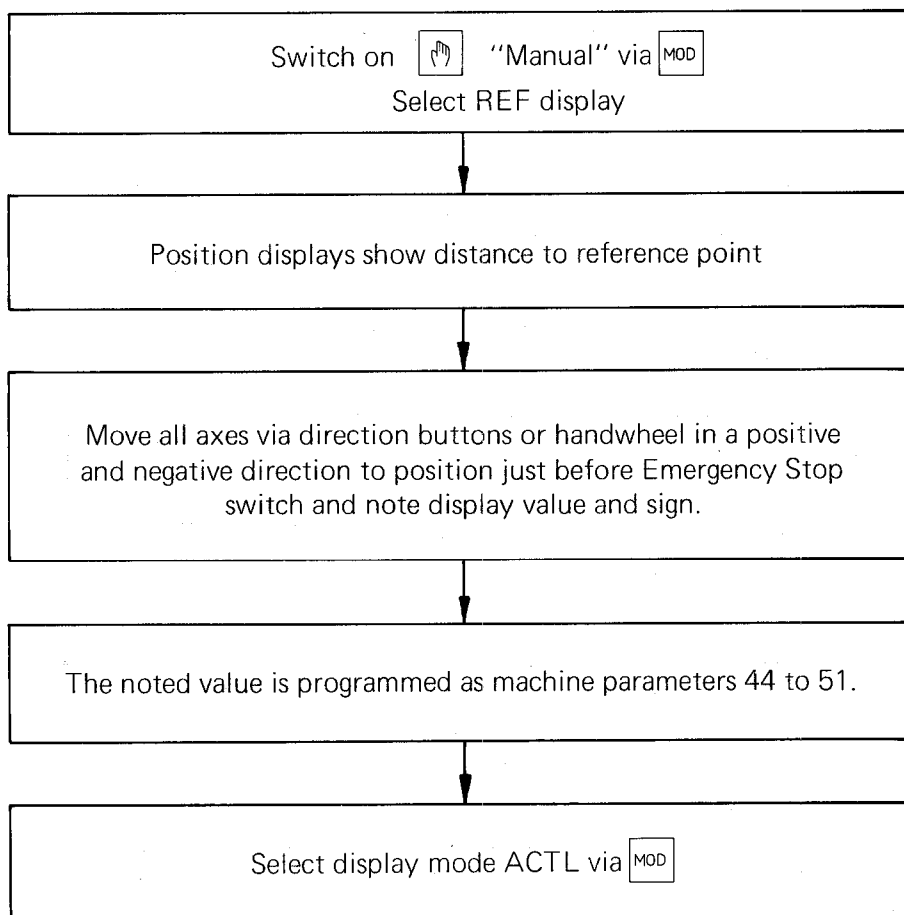 Switch on "Manual" via MOD
Select REF display
Position displays show distance to reference point
Move all axes via direction buttons or handwheel in a positive
and negative direction to position just before Emergency Stop
switch and note display value and sign.
The noted value is programmed as machine parameters 44 to 51.
Select display mode ACTL via MOD